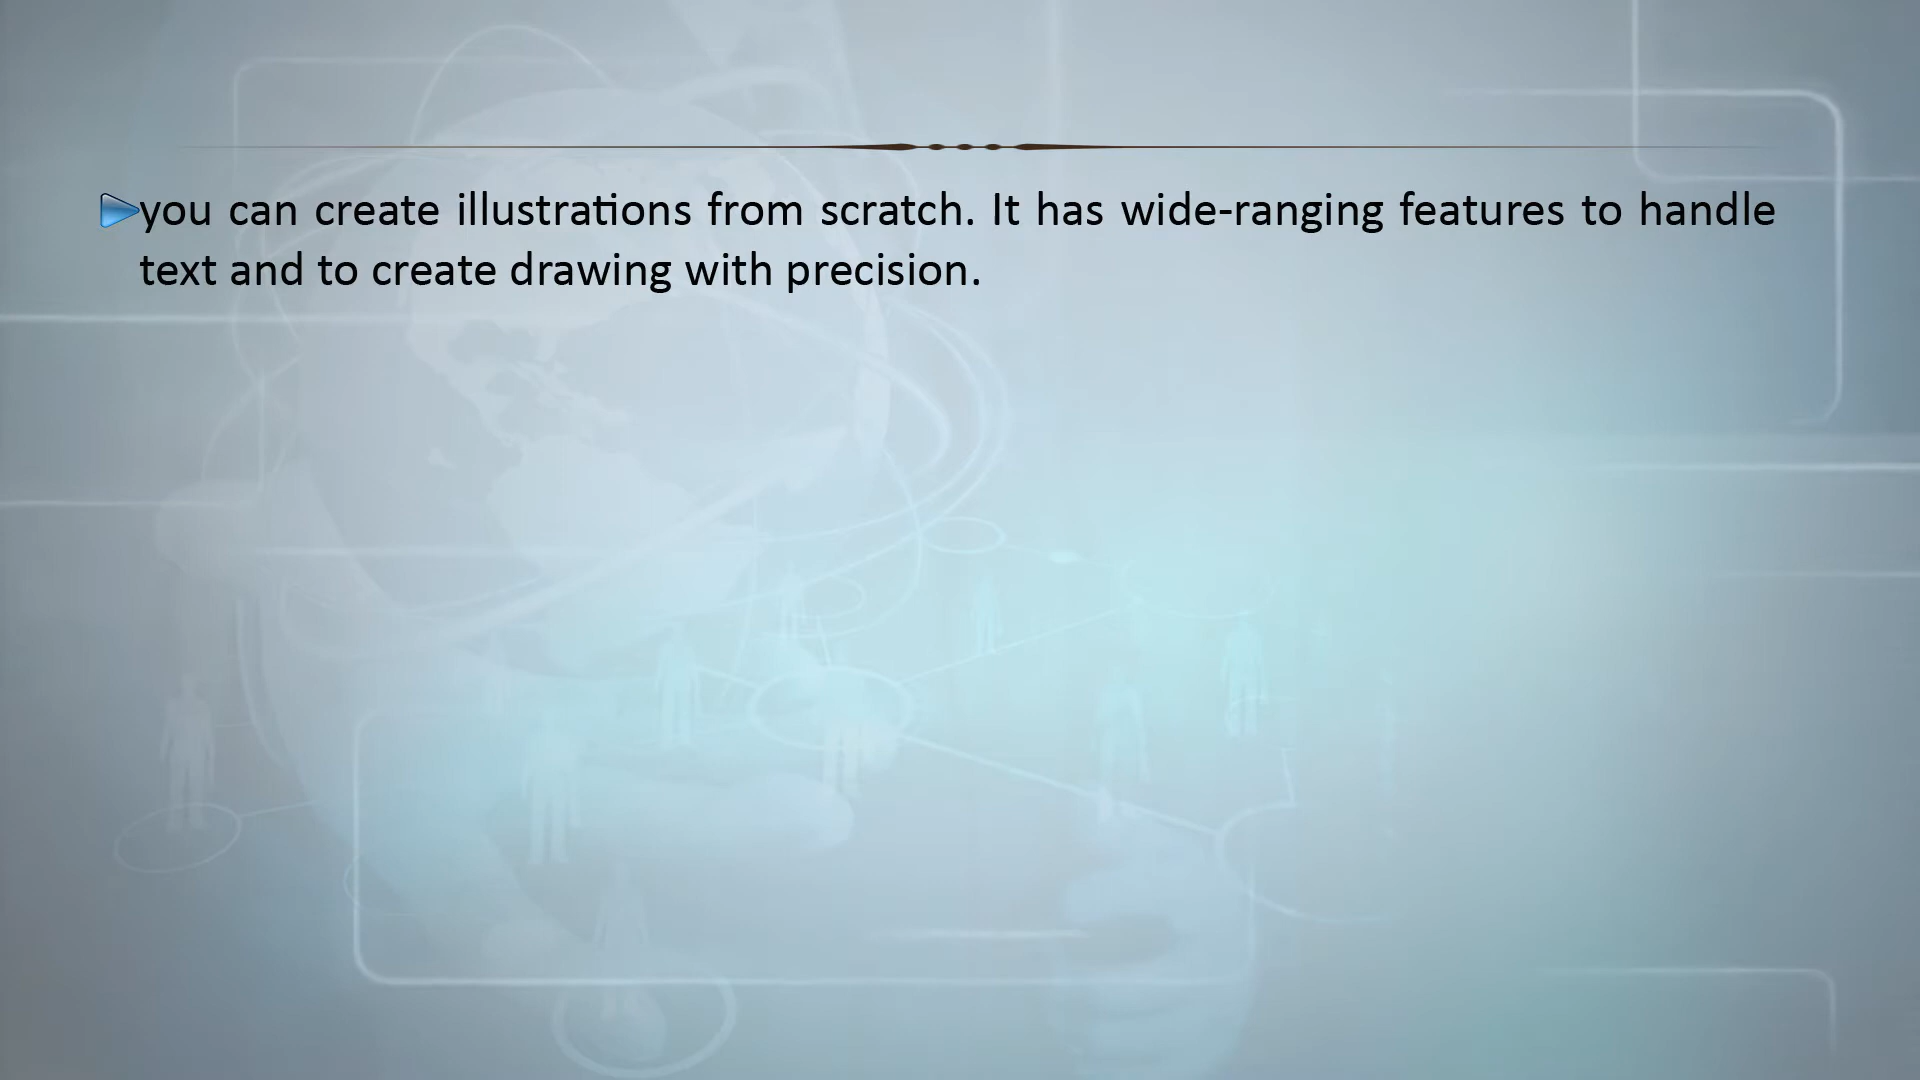 you can create illustrations from scratch. It has wide-ranging features to handle
text and to create drawing with precision.